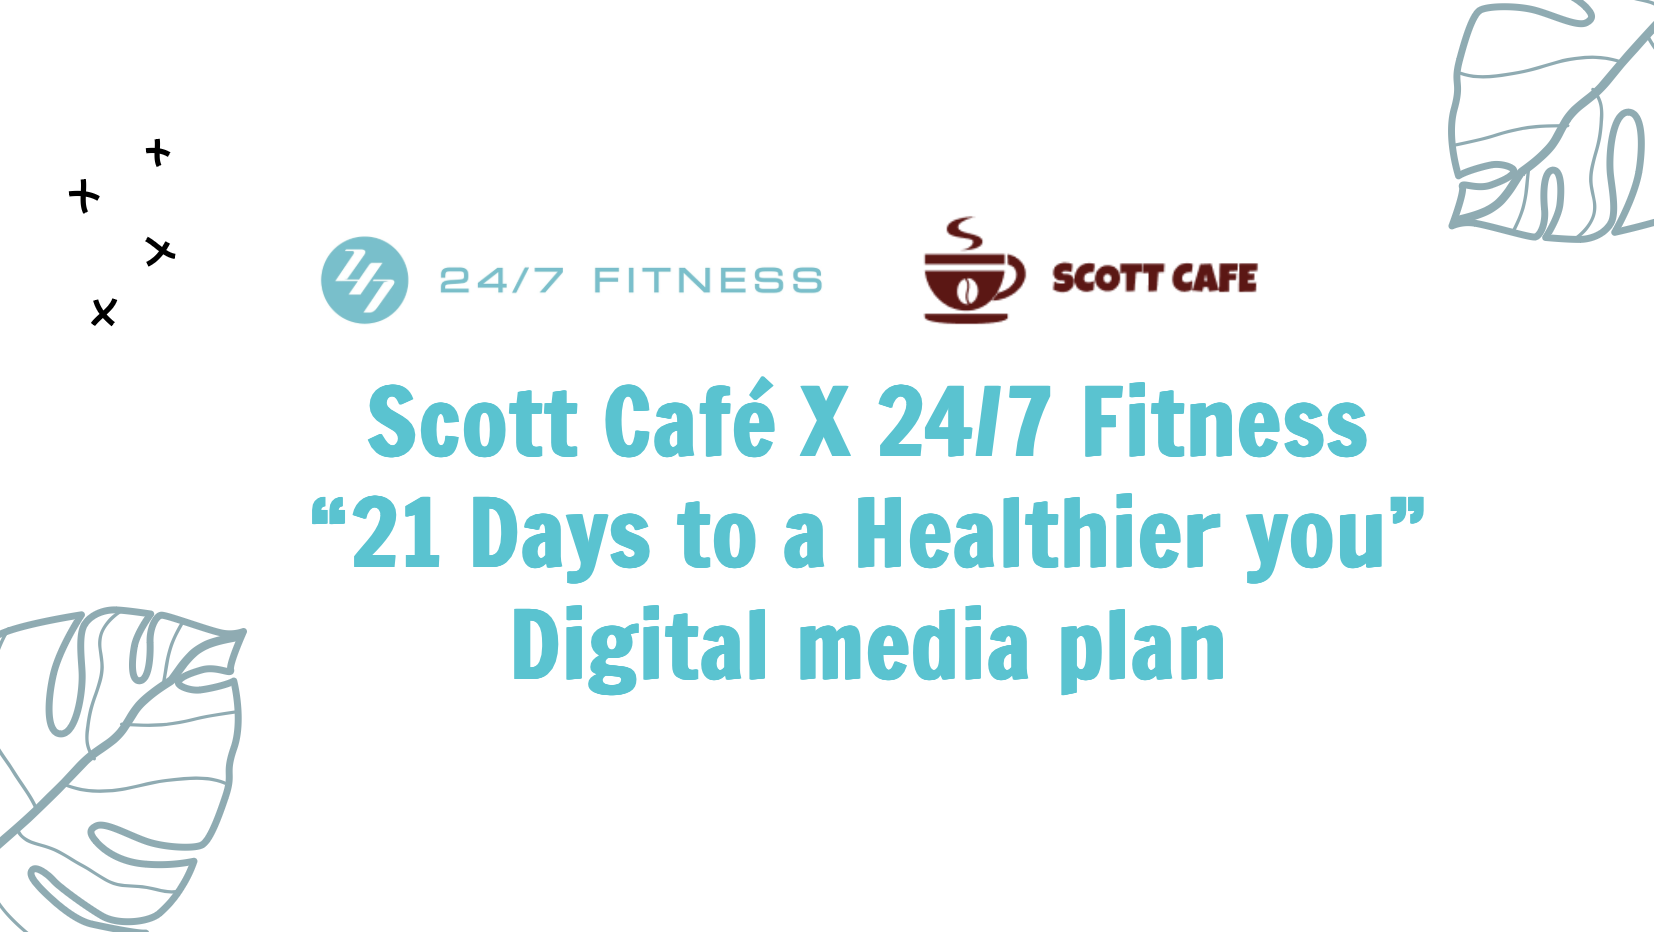 24/7 FITNESS
SCOTT CAFE
Scott Café X 24/7 Fitness
“21 Days to a Healthier you”
Digital media plan